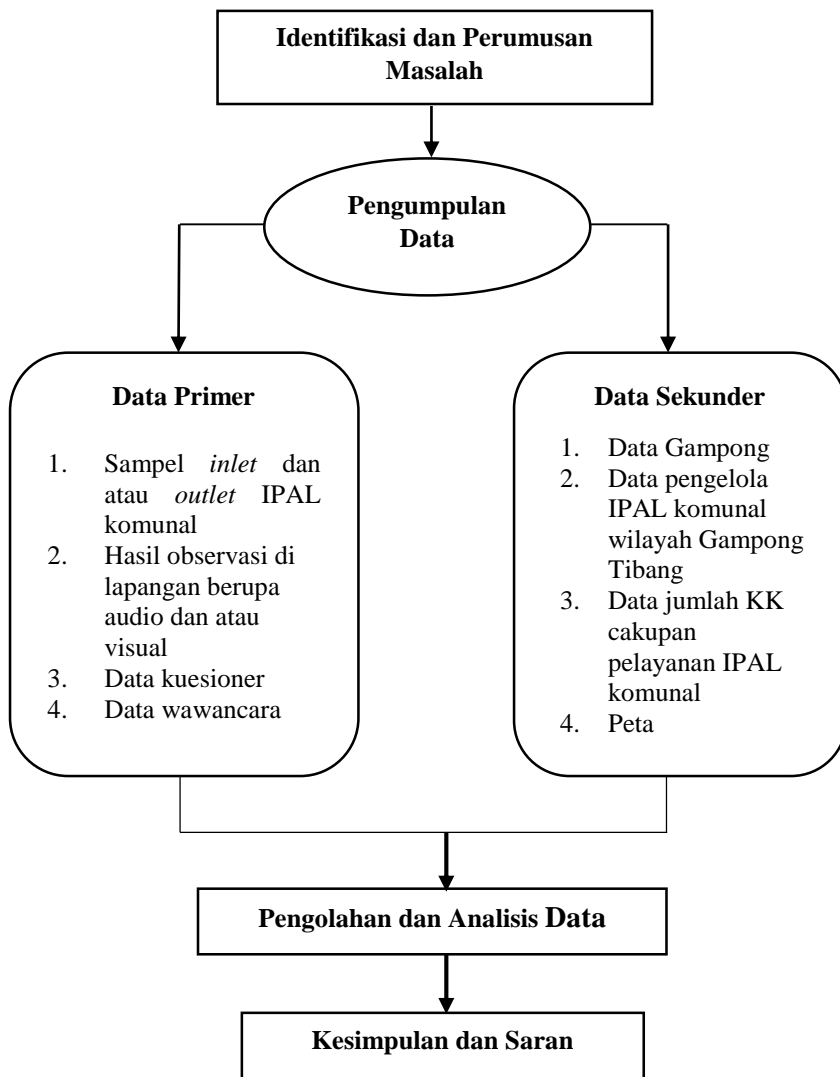 Identifikasi dan Perumusan
Masalah
Pengumpulan
Data
Data Primer
1. Sampel inlet dan
atau outlet IPAL
komunal
2. Hasil observasi di
lapangan berupa
audio dan atau
visual
3. Data kuesioner
4. Data wawancara
Data Sekunder
1. Data Gampong
2. Data pengelola
IPAL komunal
wilayah Gampong
Tibang
3. Data jumlah KK
cakupan
pelayanan IPAL
komunal
4. Peta
Pengolahan dan Analisis Data
Kesimpulan dan Saran